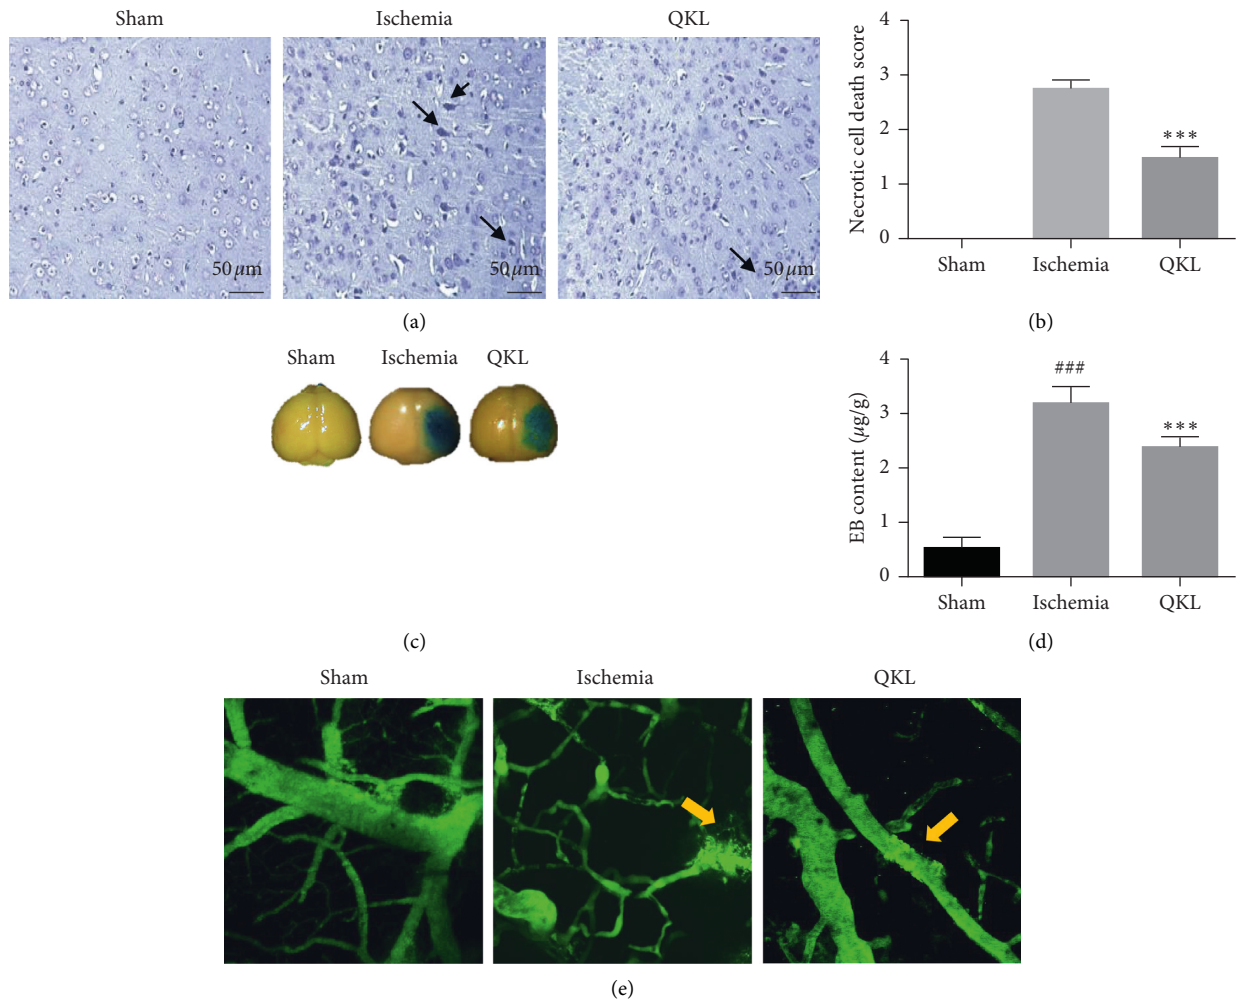 Sham Ischemia QKL
50 μm 50 μm 50 μm
(a)
Necrotic cell death score
4
3
2
1
0
***
Sham Ischemia QKL
(b)
Sham Ischemia QKL
(c)
EB content (μg/g)
4
3
2
1
0
###
***
Sham Ischemia QKL
(d)
Sham Ischemia QKL
(e)